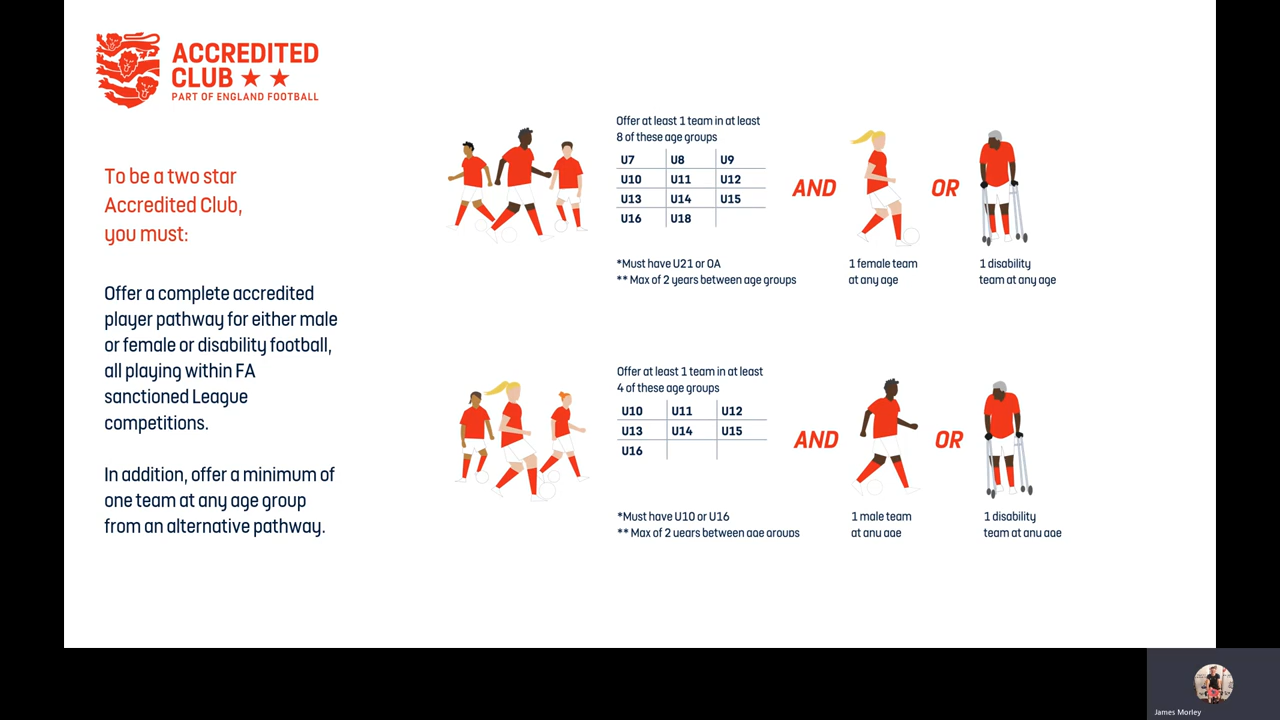 ACCREDITED
CLUB ★ ★
PART OF ENGLAND FOOTBALL
To be a two star
Accredited Club,
you must:
Offer a complete accredited
player pathway for either male
or female or disability football,
all playing within FA
sanctioned League
competitions.
In addition, offer a minimum of
one team at any age group
from an alternative pathway.
Offer at least 1 team in at least
8 of these age groups
U7 U8 U9
U10 U11 U12
U13 U14 U15
U16 U18
*Must have U21 or OA
** Max of 2 years between age groups
AND
1 female team
at any age
OR
1 disability
team at any age
Offer at least 1 team in at least
4 of these age groups
U10 U11 U12
U13 U14 U15
U16
*Must have U10 or U16
** Max of 2 years between age groups
AND
1 male team
at any age
OR
1 disability
team at any age
James Morley